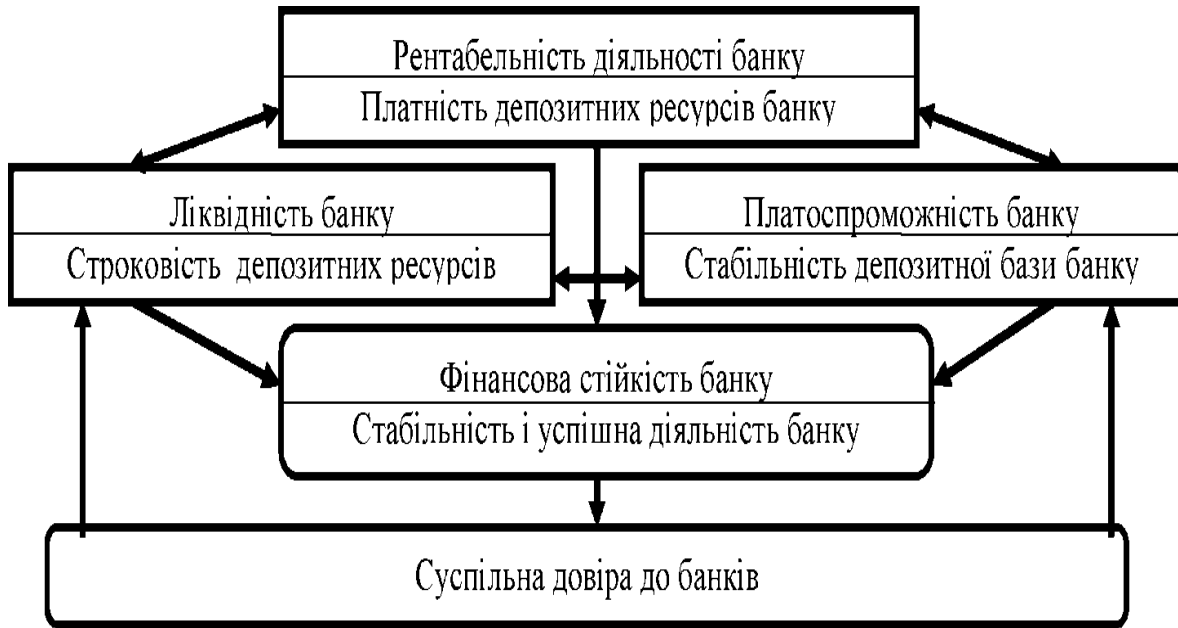 Рентабельність діяльності банку
Платність депозитних ресурсів банку
Ліквідність банку
Строковість депозитних ресурсів
Платоспроможність банку
Стабільність депозитної бази банку
Фінансова стійкість банку
Стабільність і успішна діяльність банку
Суспільна довіра до банків